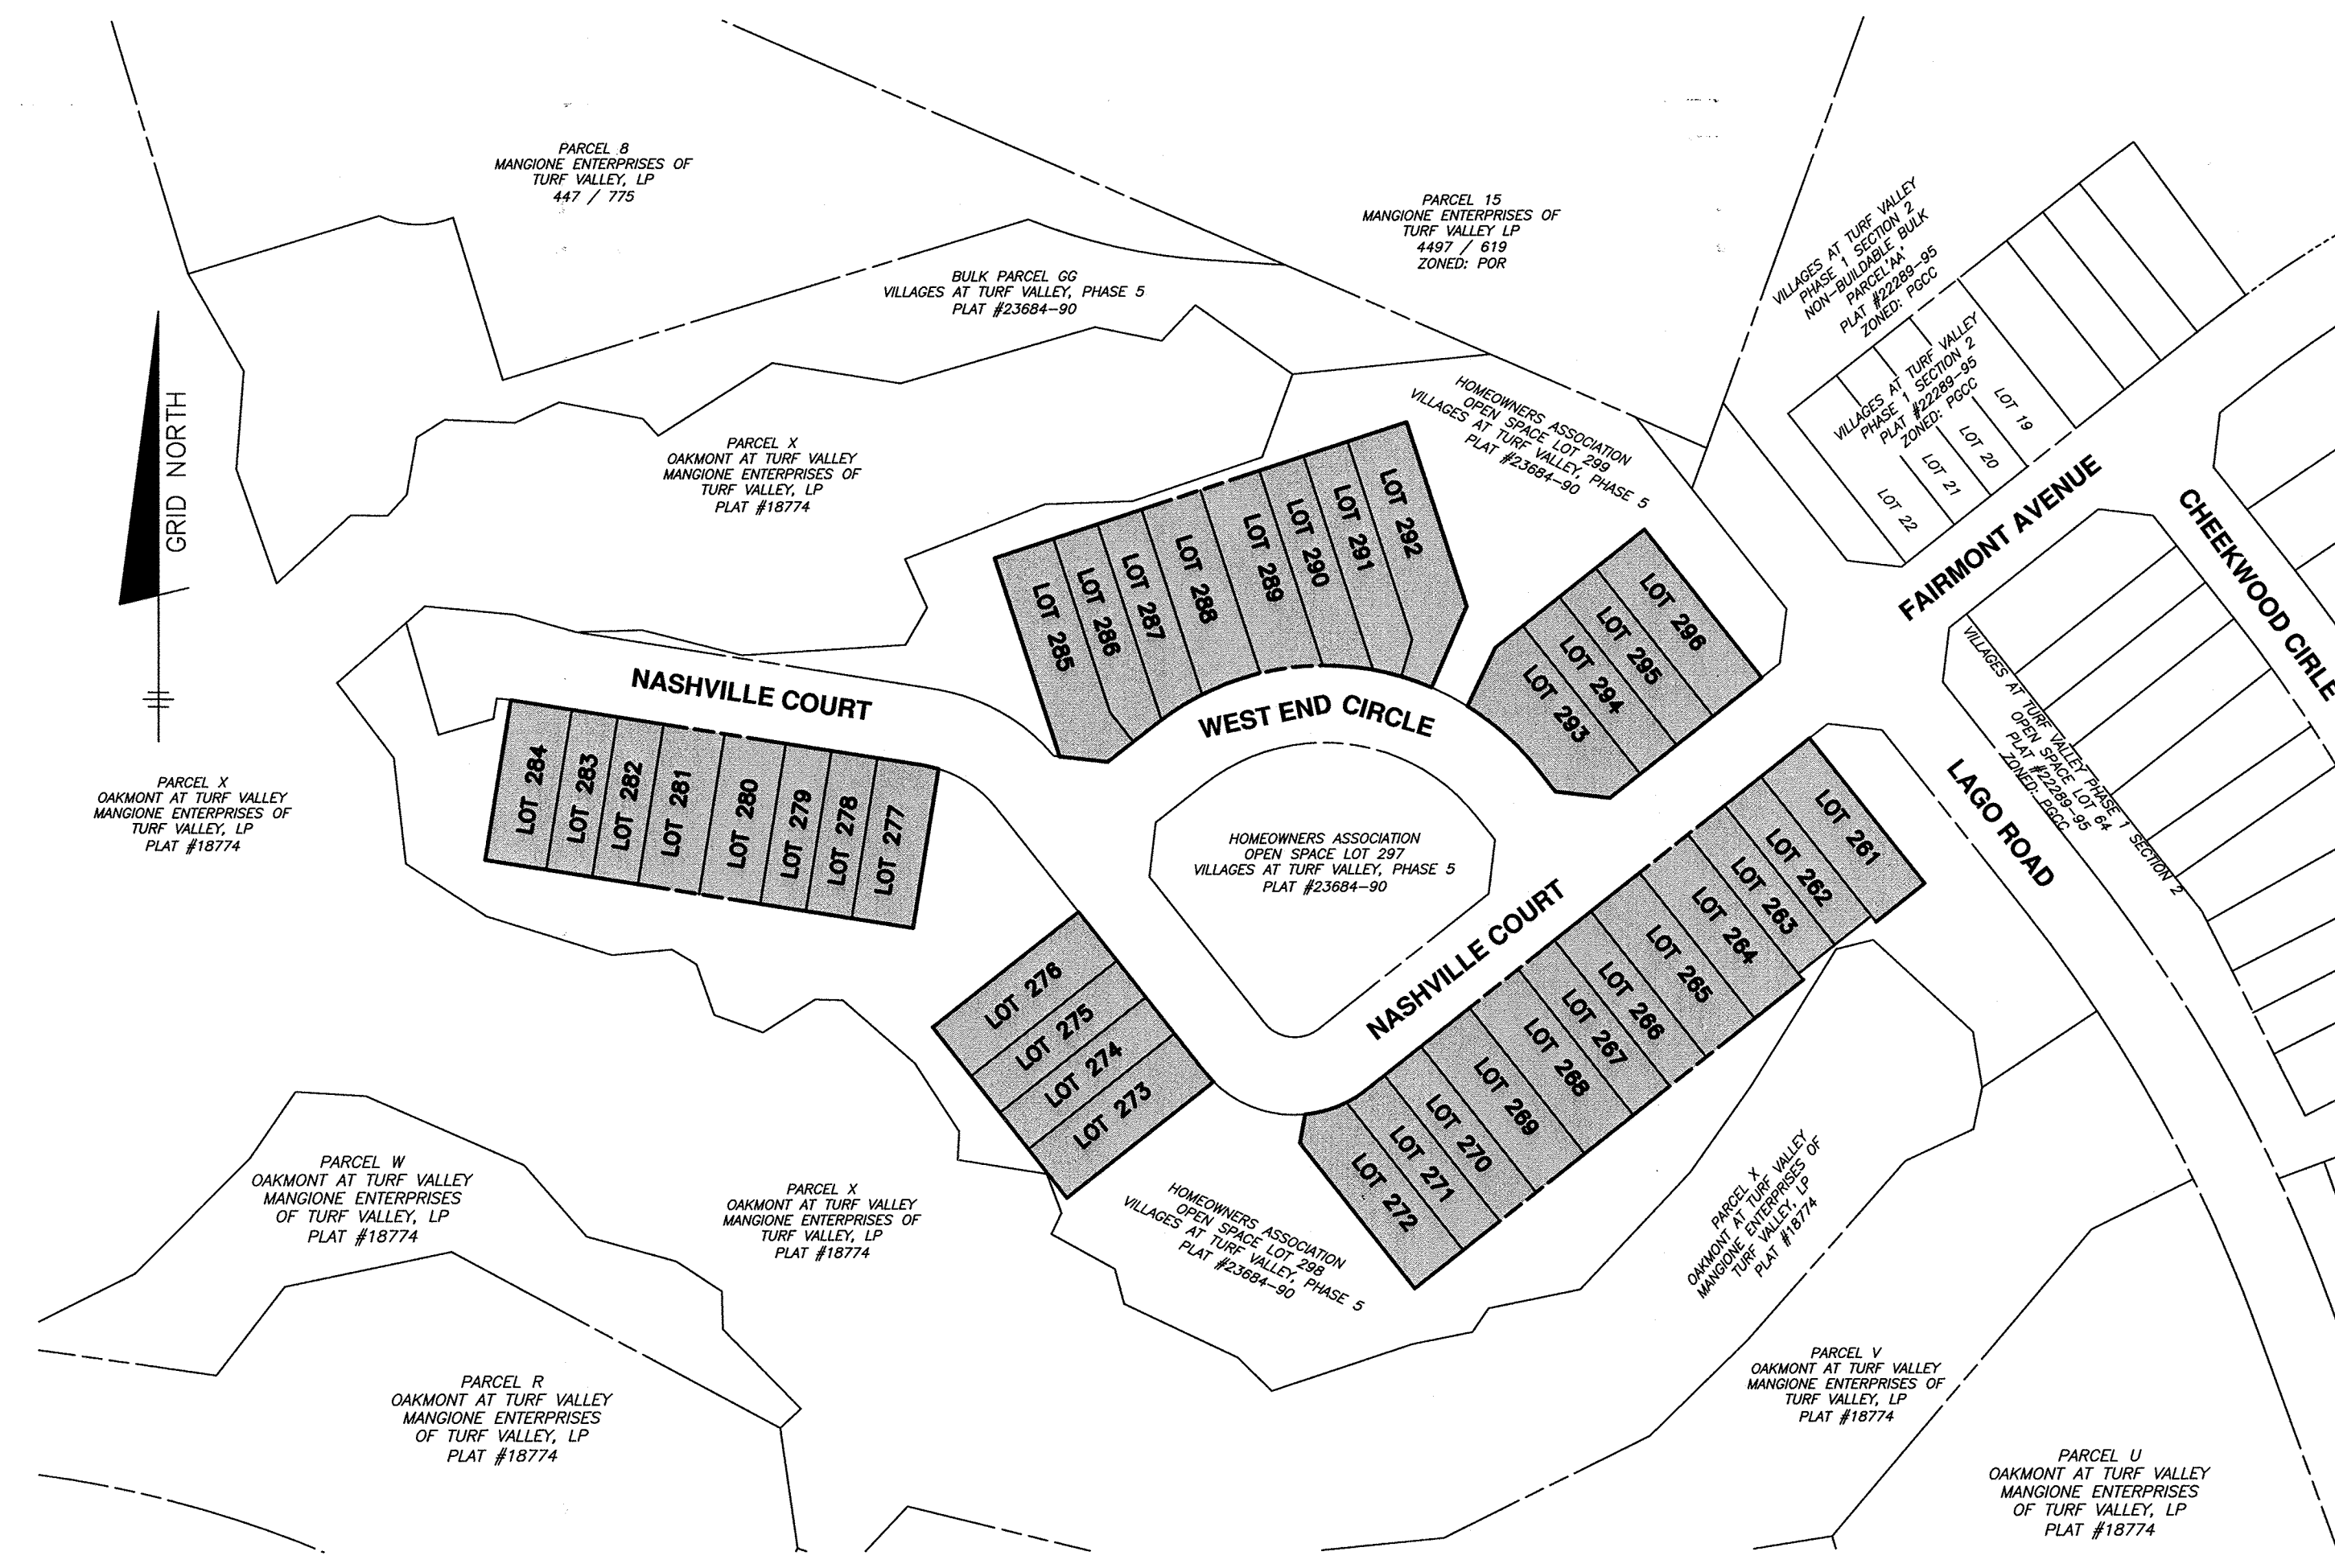 PARCEL 8
MANGIONE ENTERPRISES OF
TURF VALLEY, LP
447 / 775
PARCEL 15
MANGIONE ENTERPRISES OF
TURF VALLEY LP
4497 / 619
ZONED: POR
VILLAGES AT TURF VALLEY
PHASE 1 SECTION 2
NON-BUILDABLE BULK
PARCEL'AA'
PLAT #22289-95
ZONED: PGCC
BULK PARCEL GG
VILLAGES AT TURF VALLEY, PHASE 5
PLAT #23684-90
VILLAGES AT TURF VALLEY
PHASE 1 SECTION 2
PLAT #22289-95
ZONED: PGCC
LOT 19
LOT 20
LOT 21
LOT 22
GRID NORTH
PARCEL X
OAKMONT AT TURF VALLEY
MANGIONE ENTERPRISES OF
TURF VALLEY, LP
PLAT #18774
HOMEOWNERS ASSOCIATION
OPEN SPACE LOT 299
VILLAGES AT TURF VALLEY, PHASE 5
PLAT #23684-90
FAIRMONT AVENUE
CHEEKWOOD CIRLE
LOT 285
LOT 286
LOT 287
LOT 288
LOT 289
LOT 290
LOT 291
LOT 292
LOT 293
LOT 294
LOT 295
LOT 296
NASHVILLE COURT
WEST END CIRCLE
VILLAGES AT TURF VALLEY PHASE 1 SECTION 2
OPEN SPACE LOT 64
PLAT #22289-95
ZONED: PGCC
LAGO ROAD
PARCEL X
OAKMONT AT TURF VALLEY
MANGIONE ENTERPRISES OF
TURF VALLEY, LP
PLAT #18774
LOT 284
LOT 283
LOT 282
LOT 281
LOT 280
LOT 279
LOT 278
LOT 277
HOMEOWNERS ASSOCIATION
OPEN SPACE LOT 297
VILLAGES AT TURF VALLEY, PHASE 5
PLAT #23684-90
NASHVILLE COURT
LOT 261
LOT 262
LOT 263
LOT 264
LOT 265
LOT 266
LOT 267
LOT 268
LOT 269
LOT 270
LOT 271
LOT 272
LOT 276
LOT 275
LOT 274
LOT 273
PARCEL W
OAKMONT AT TURF VALLEY
MANGIONE ENTERPRISES
OF TURF VALLEY, LP
PLAT #18774
PARCEL X
OAKMONT AT TURF VALLEY
MANGIONE ENTERPRISES OF
TURF VALLEY, LP
PLAT #18774
HOMEOWNERS ASSOCIATION
OPEN SPACE LOT 298
VILLAGES AT TURF VALLEY, PHASE 5
PLAT #23684-90
PARCEL X
OAKMONT AT TURF VALLEY
MANGIONE ENTERPRISES OF
TURF VALLEY, LP
PLAT #18774
PARCEL R
OAKMONT AT TURF VALLEY
MANGIONE ENTERPRISES
OF TURF VALLEY, LP
PLAT #18774
PARCEL V
OAKMONT AT TURF VALLEY
MANGIONE ENTERPRISES OF
TURF VALLEY, LP
PLAT #18774
PARCEL U
OAKMONT AT TURF VALLEY
MANGIONE ENTERPRISES
OF TURF VALLEY, LP
PLAT #18774